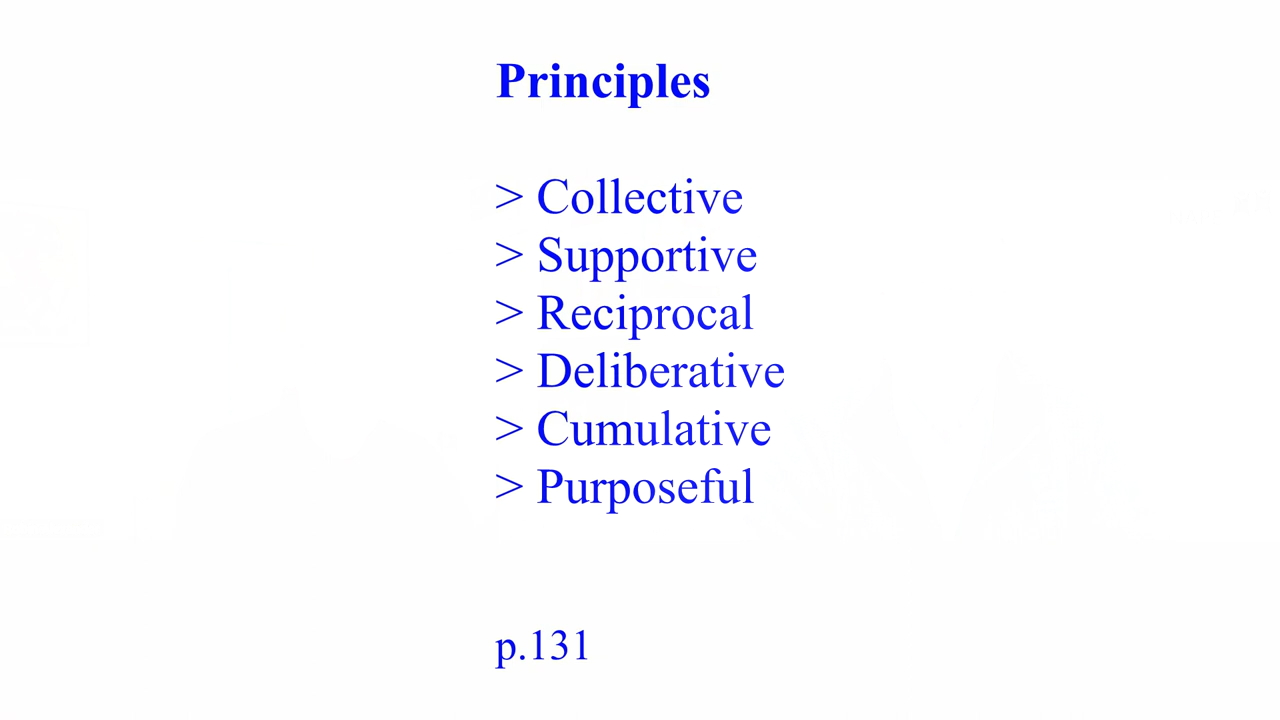 Principles
> Collective
> Supportive
> Reciprocal
> Deliberative
> Cumulative
> Purposeful
p.131